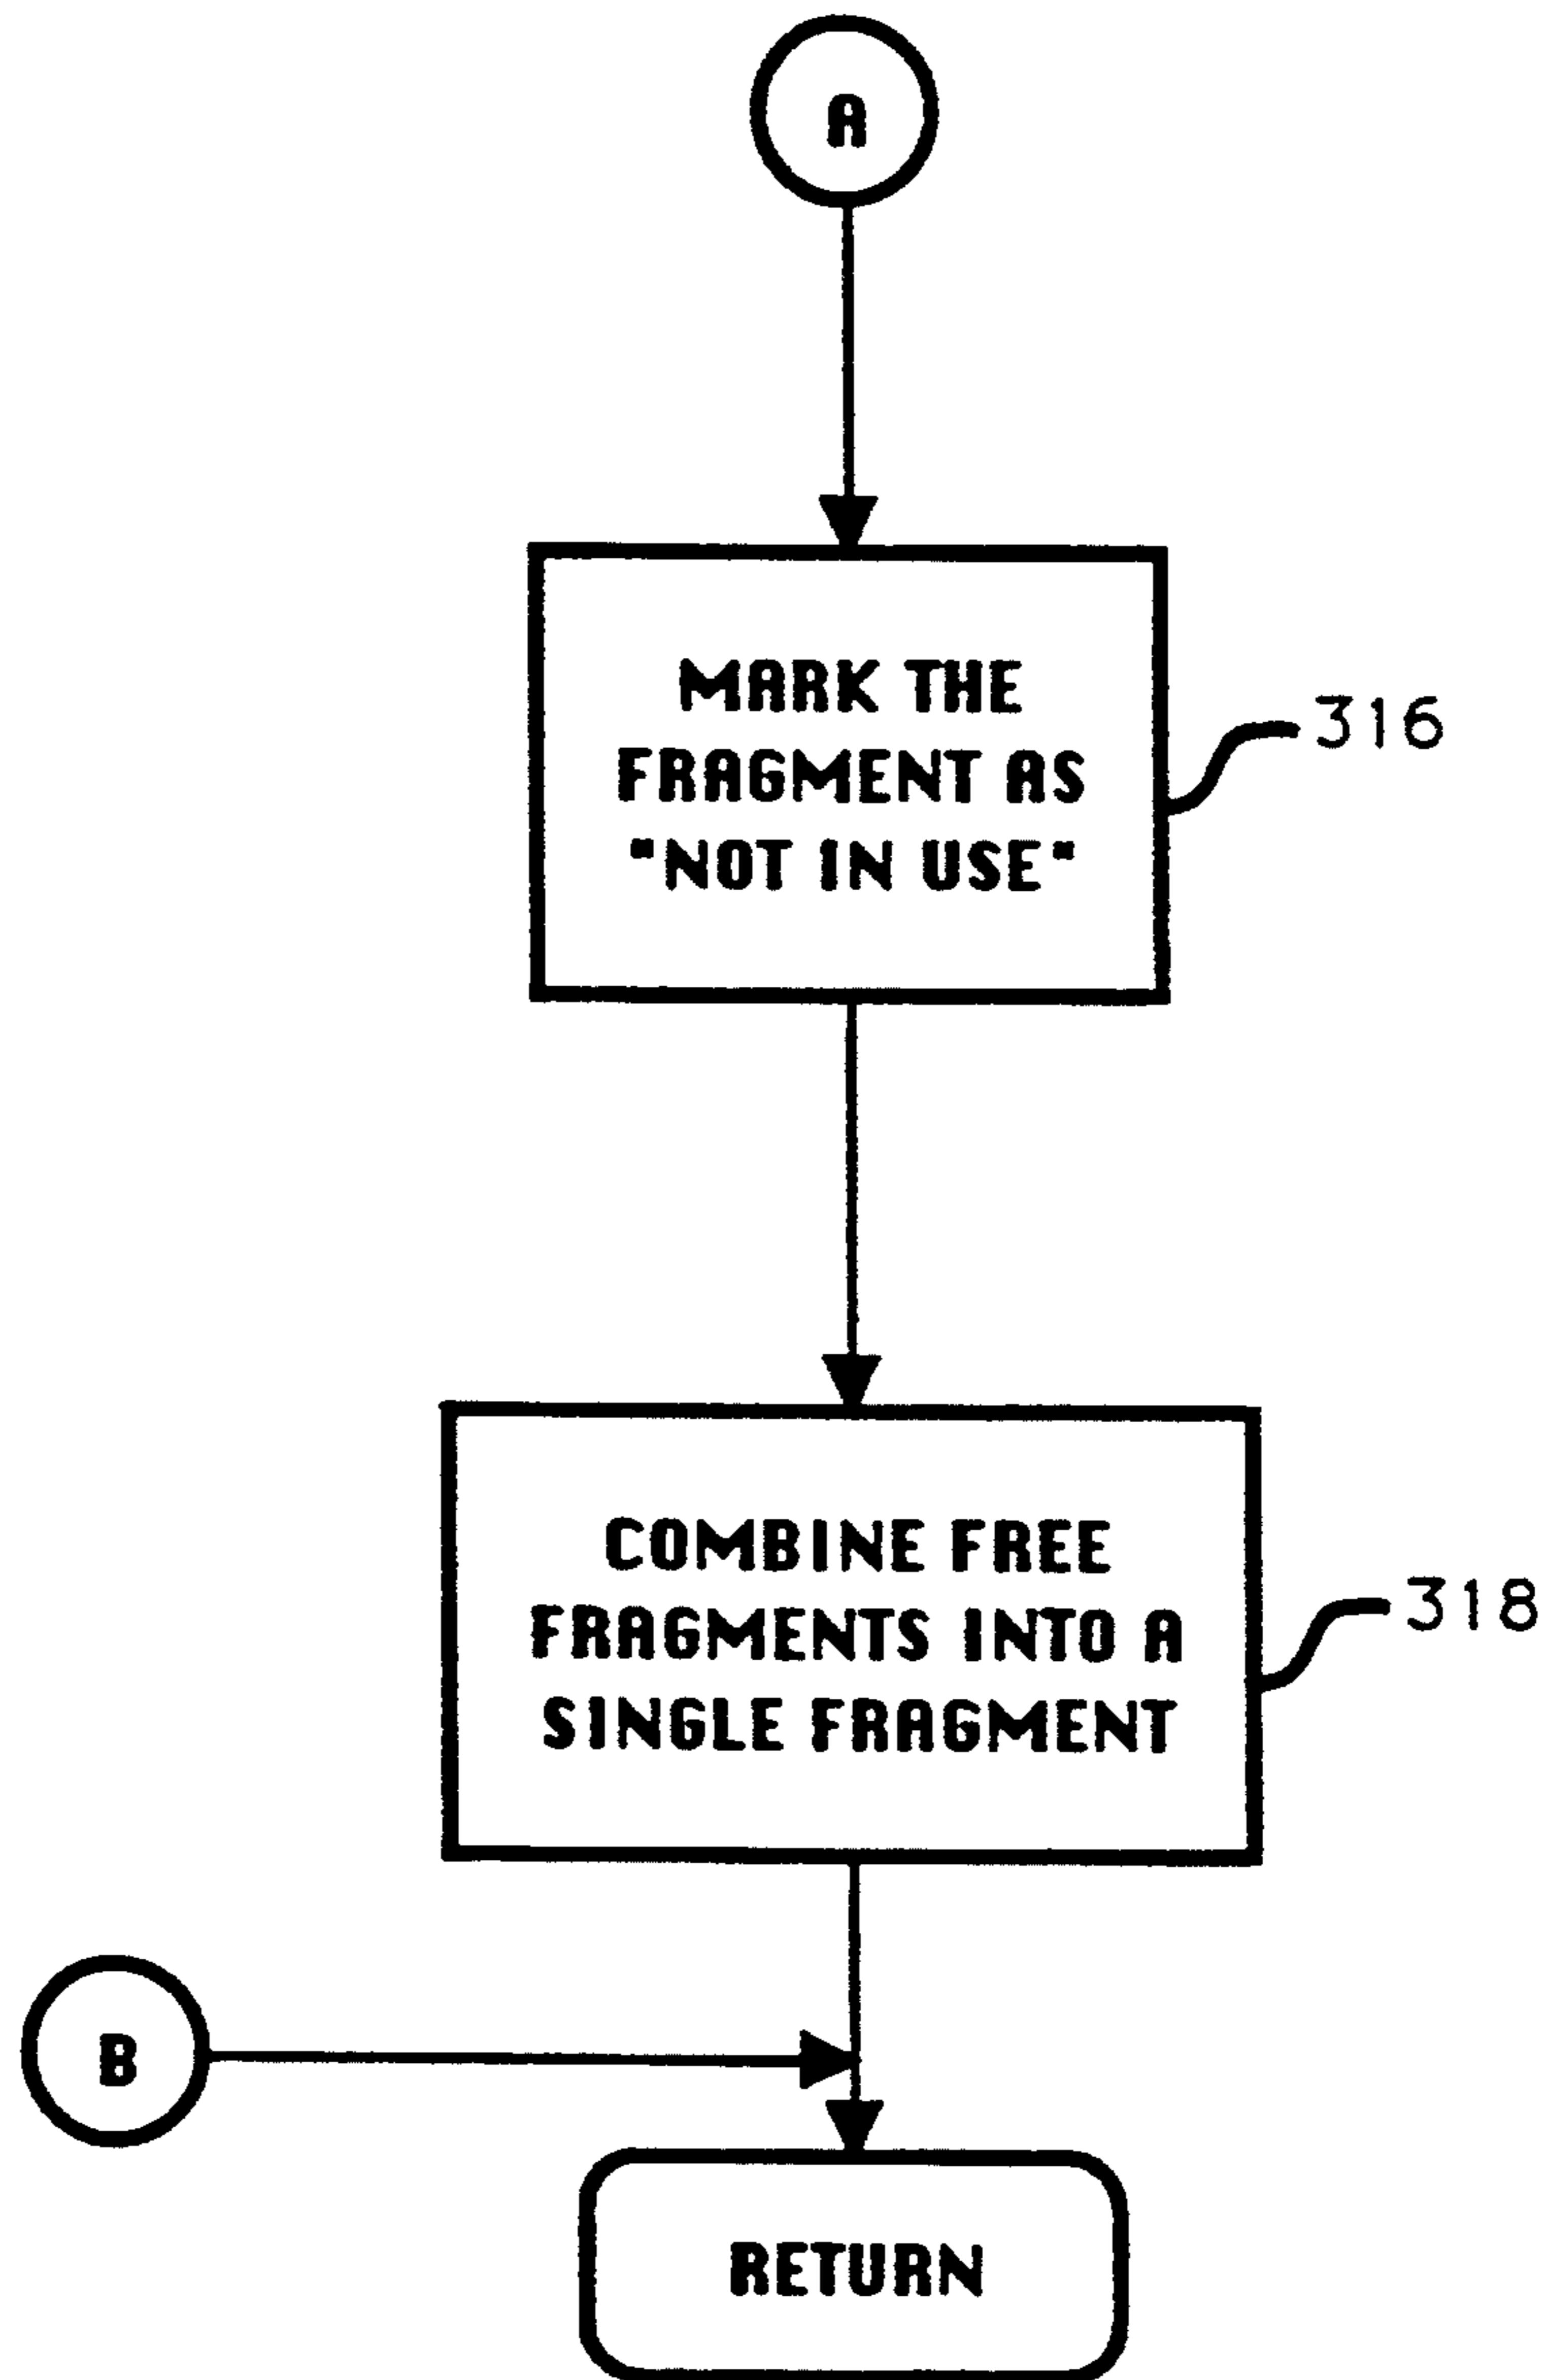 A
MARK THE
FRAGMENT AS
"NOT IN USE"
316
COMBINE FREE
FRAGMENTS INTO A
SINGLE FRAGMENT
318
B
RETURN